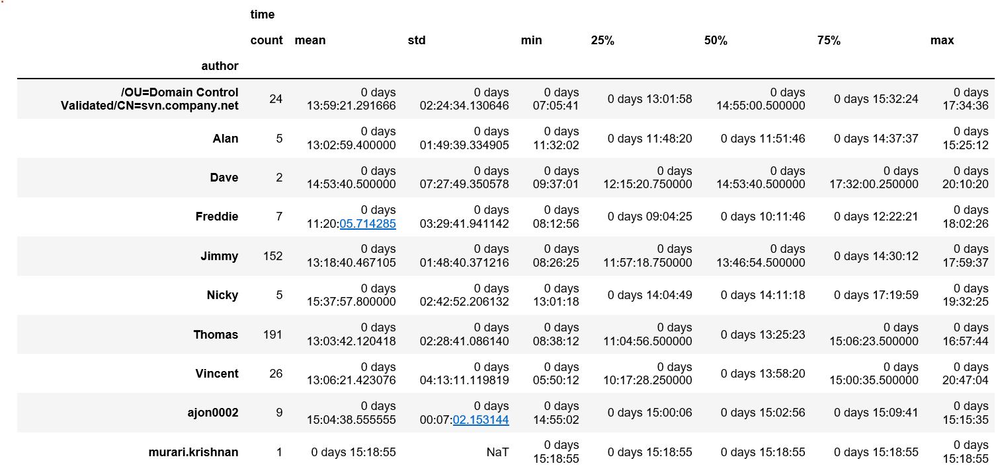 time
count mean std min 25% 50% 75% max
author
/OU=Domain Control 0 days 0 days 0 days 0 days 0 days
Validated/CN=svn.company.net 24 13:59:21.291666 02:24:34.130646 07:05:41 0 days 13:01:58 14:55:00.500000 0 days 15:32:24 17:34:36
0 days 0 days 0 days 0 days
Alan 5 13:02:59.400000 01:49:39.334905 11:32:02 0 days 11:48:20 0 days 11:51:46 0 days 14:37:37 15:25:12
0 days 0 days 0 days 0 days 0 days 0 days 0 days
Dave 2 14:53:40.500000 07:27:49.350578 09:37:01 12:15:20.750000 14:53:40.500000 17:32:00.250000 20:10:20
0 days 0 days 0 days 0 days
Freddie 7 11:20:05.714285 03:29:41.941142 08:12:56 0 days 09:04:25 0 days 10:11:46 0 days 12:22:21 18:02:26
0 days 0 days 0 days 0 days 0 days 0 days
Jimmy 152 13:18:40.467105 01:48:40.371216 08:26:25 11:57:18.750000 13:46:54.500000 0 days 14:30:12 17:59:37
0 days 0 days 0 days 0 days
Nicky 5 15:37:57.800000 02:42:52.206132 13:01:18 0 days 14:04:49 0 days 14:11:18 0 days 17:19:59 19:32:25
0 days 0 days 0 days 0 days 0 days 0 days
Thomas 191 13:03:42.120418 02:28:41.086140 08:38:12 11:04:56.500000 0 days 13:25:23 15:06:23.500000 16:57:44
0 days 0 days 0 days 0 days 0 days 0 days
Vincent 26 13:06:21.423076 04:13:11.119819 05:50:12 10:17:28.250000 0 days 13:58:20 15:00:35.500000 20:47:04
0 days 0 days 0 days 0 days
ajon0002 9 15:04:38.555555 00:07:02.153144 14:55:02 0 days 15:00:06 0 days 15:02:56 0 days 15:09:41 15:15:35
0 days 0 days
murari.krishnan 1 0 days 15:18:55 NaT 15:18:55 0 days 15:18:55 0 days 15:18:55 0 days 15:18:55 15:18:55